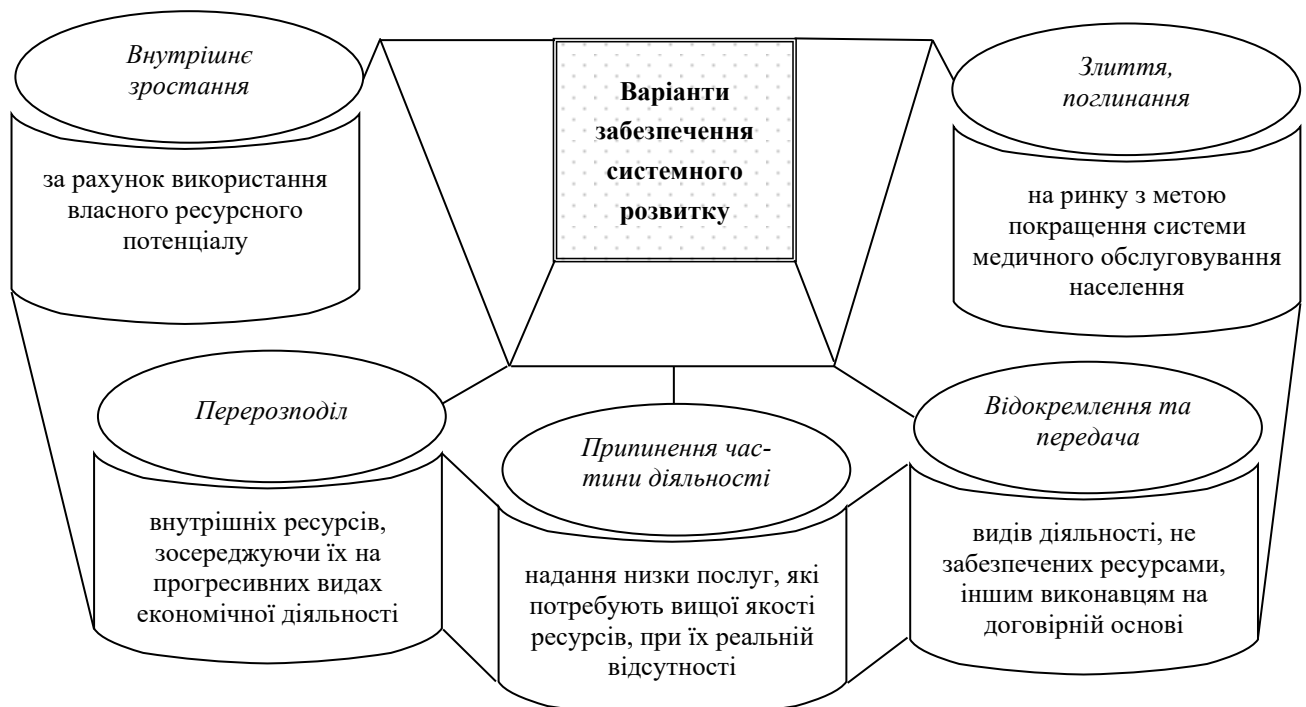 Внутрішнє
зростання
за рахунок використання
власного ресурсного
потенціалу
Варіанти
забезпечення
системного
розвитку
Злиття,
поглинання
на ринку з метою
покращення системи
медичного обслуговування
населення
Перерозподіл
внутрішніх ресурсів,
зосереджуючи їх на
прогресивних видах
економічної діяльності
Припинення час-
тини діяльності
надання низки послуг, які
потребують вищої якості
ресурсів, при їх реальній
відсутності
Відокремлення та
передача
видів діяльності, не
забезпечених ресурсами,
іншим виконавцям на
договірній основі